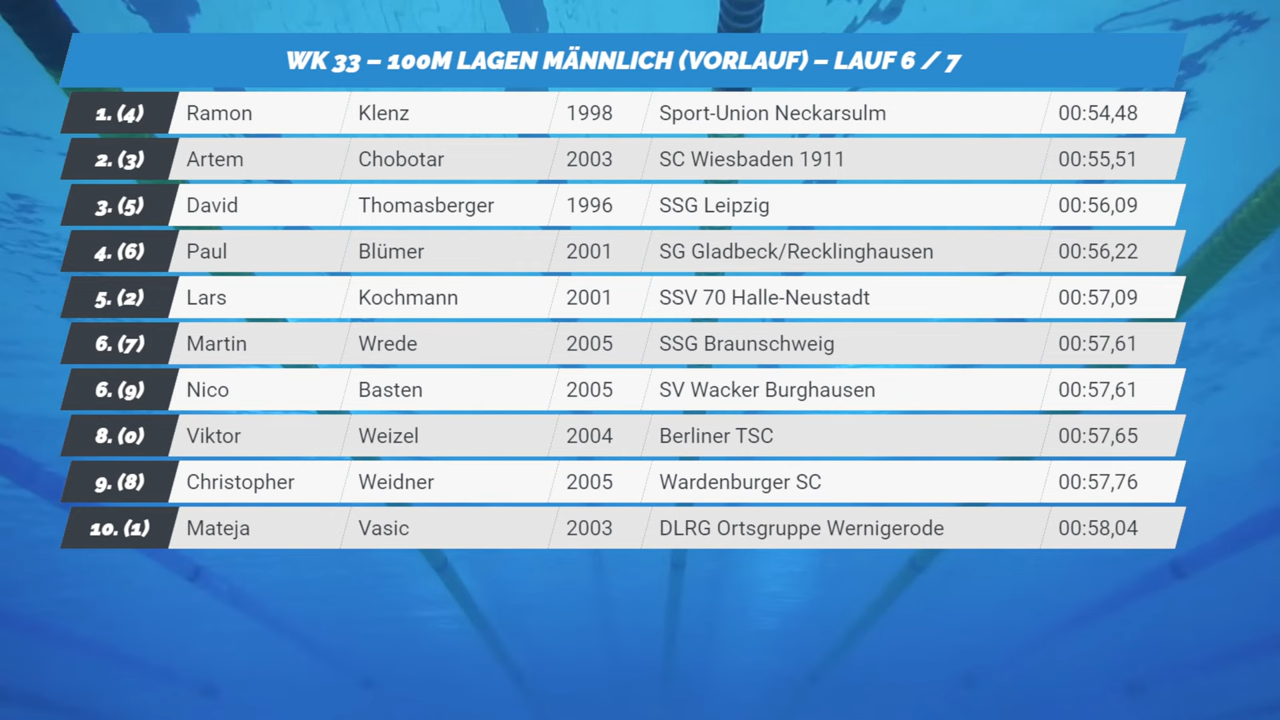 WK 33 – 100M LAGEN MÄNNLICH (VORLAUF) – LAUF 6 / 7
1. (4) Ramon Klenz 1998 Sport-Union Neckarsulm 00:54,48
2. (3) Artem Chobotar 2003 SC Wiesbaden 1911 00:55,51
3. (5) David Thomasberger 1996 SSG Leipzig 00:56,09
4. (6) Paul Blümer 2001 SG Gladbeck/Recklinghausen 00:56,22
5. (2) Lars Kochmann 2001 SSV 70 Halle-Neustadt 00:57,09
6. (7) Martin Wrede 2005 SSG Braunschweig 00:57,61
6. (9) Nico Basten 2005 SV Wacker Burghausen 00:57,61
8. (0) Viktor Weizel 2004 Berliner TSC 00:57,65
9. (8) Christopher Weidner 2005 Wardenburger SC 00:57,76
10. (1) Mateja Vasic 2003 DLRG Ortsgruppe Wernigerode 00:58,04